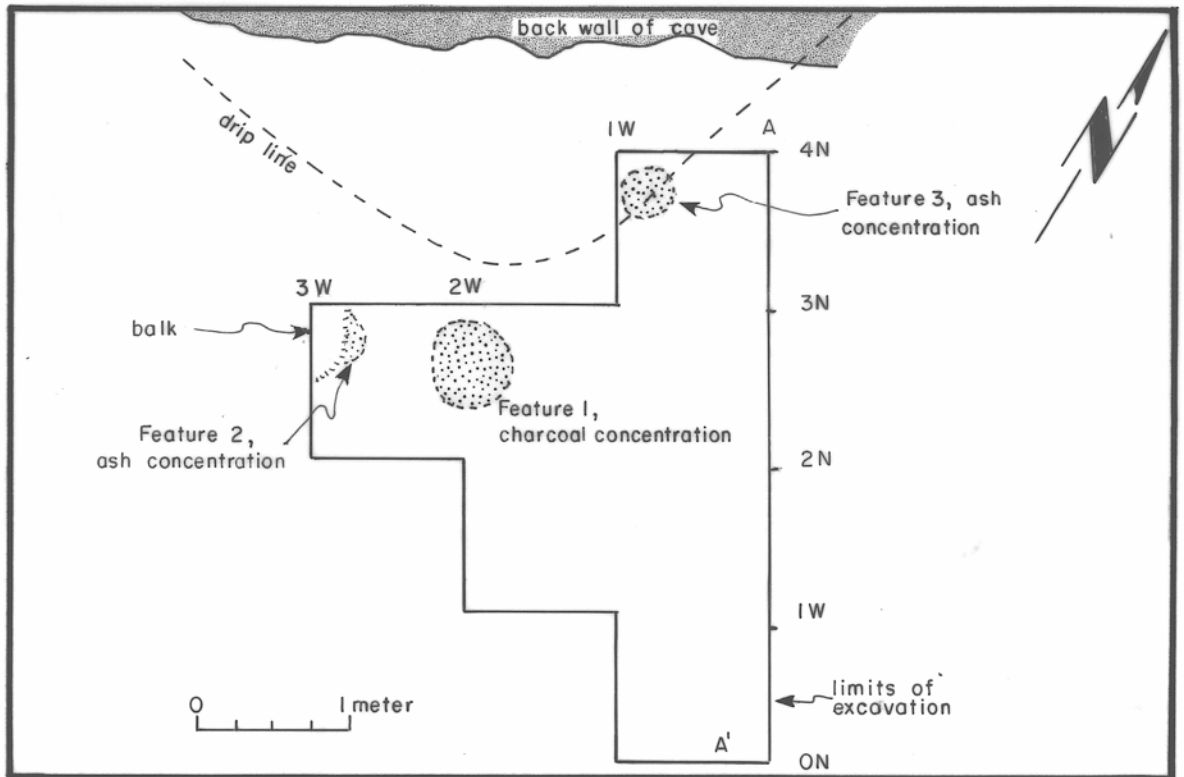 back wall of cave
drip line
1W
A
4N
Feature 3, ash
concentration
3W
2W
3N
balk
Feature 1,
charcoal concentration
Feature 2,
ash concentration
2N
1W
0
1 meter
limits of
excavation
A'
0N